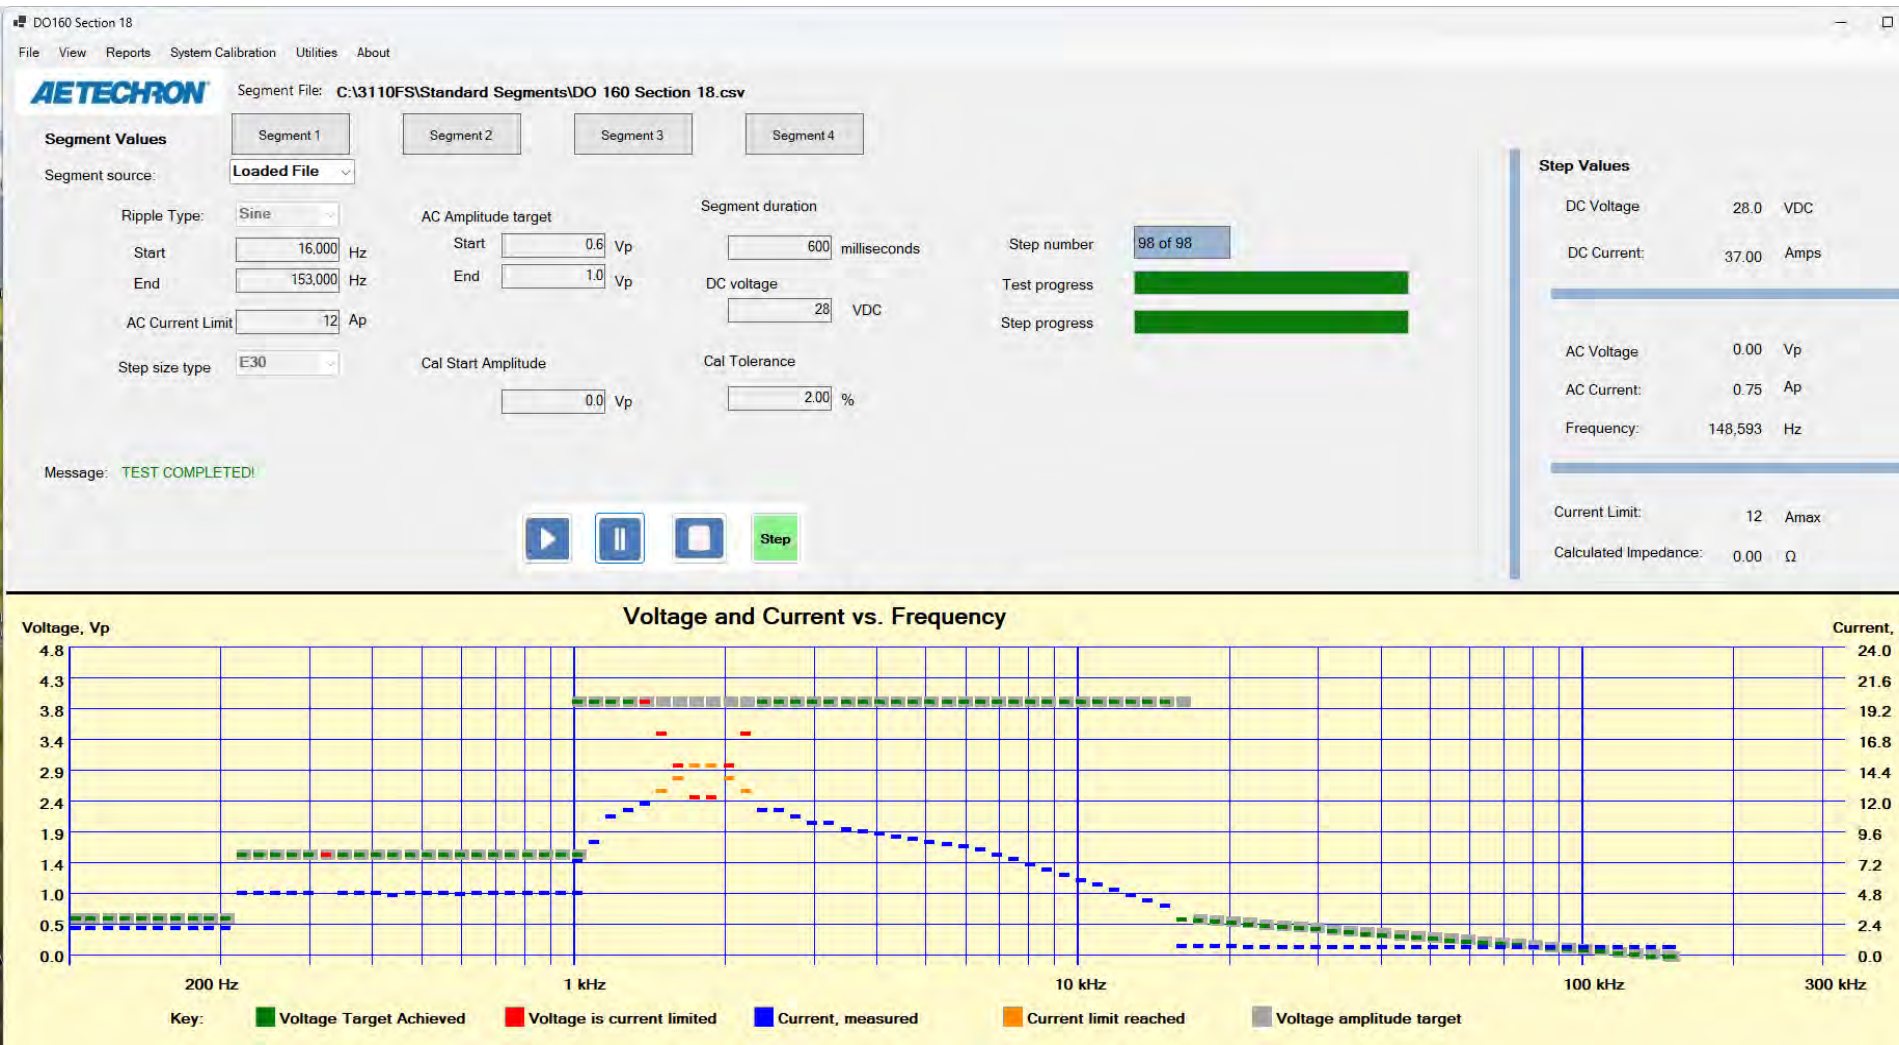 DO160 Section 18
File View Reports System Calibration Utilities About
AETECHRON Segment File: C:\3110FS\Standard Segments\DO 160 Section 18.csv
Segment Values Segment 1 Segment 2 Segment 3 Segment 4
Segment source: Loaded File
Ripple Type: Sine
Start 16,000 Hz
End 153,000 Hz
AC Current Limit 12 Ap
Step size type E30
AC Amplitude target
Start 0.6 Vp
End 1.0 Vp
Cal Start Amplitude
0.0 Vp
Segment duration
600 milliseconds
DC voltage
28 VDC
Cal Tolerance
2.00 %
Step number 98 of 98
Test progress
Step progress
Step Values
DC Voltage 28.0 VDC
DC Current: 37.00 Amps
AC Voltage 0.00 Vp
AC Current: 0.75 Ap
Frequency: 148,593 Hz
Current Limit: 12 Amax
Calculated Impedance: 0.00 Ω
Message: TEST COMPLETED!
Step
Voltage and Current vs. Frequency
Voltage, Vp Current,
4.8 24.0
4.3 21.6
3.8 19.2
3.4 16.8
2.9 14.4
2.4 12.0
1.9 9.6
1.4 7.2
1.0 4.8
0.5 2.4
0.0 0.0
200 Hz 1 kHz 10 kHz 100 kHz 300 kHz
Key: Voltage Target Achieved Voltage is current limited Current, measured Current limit reached Voltage amplitude target